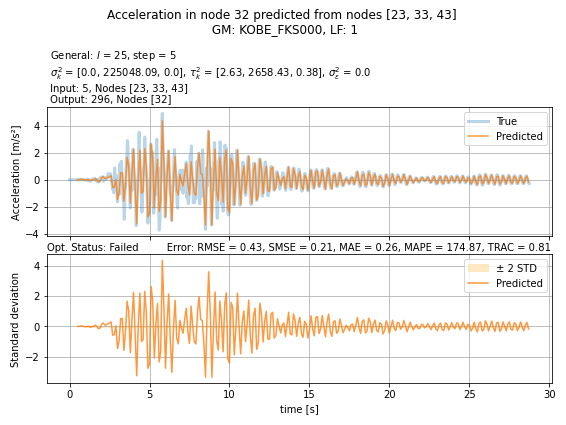 Acceleration in node 32 predicted from nodes [23, 33, 43]
GM: KOBE_FKS000, LF: 1
General: l = 25, step = 5
σ²ₖ = [0.0, 225048.09, 0.0], τ²ₖ = [2.63, 2658.43, 0.38], σ²ε = 0.0
Input: 5, Nodes [23, 33, 43]
Output: 296, Nodes [32]
Acceleration [m/s²]
4
2
0
−2
−4
True
Predicted
Opt. Status: Failed Error: RMSE = 0.43, SMSE = 0.21, MAE = 0.26, MAPE = 174.87, TRAC = 0.81
Standard deviation
4
2
0
−2
± 2 STD
Predicted
0 5 10 15 20 25 30
time [s]